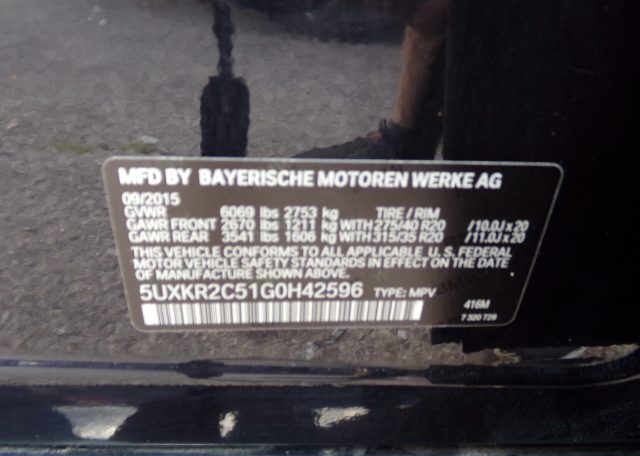 MFD BY BAYERISCHE MOTOREN WERKE AG
09/2015
GVWR 6069 lbs 2753 kg TIRE / RIM
GAWR FRONT 2670 lbs 1211 kg WITH 275/40 R20 /10.0J x 20
GAWR REAR 3541 lbs 1606 kg WITH 315/35 R20 /11.0J x 20
THIS VEHICLE CONFORMS TO ALL APPLICABLE U.S. FEDERAL
MOTOR VEHICLE SAFETY STANDARDS IN EFFECT ON THE
DATE OF MANUFACTURE SHOWN ABOVE.
5UXKR2C51G0H42596 TYPE: MPV
416M
7 320 729